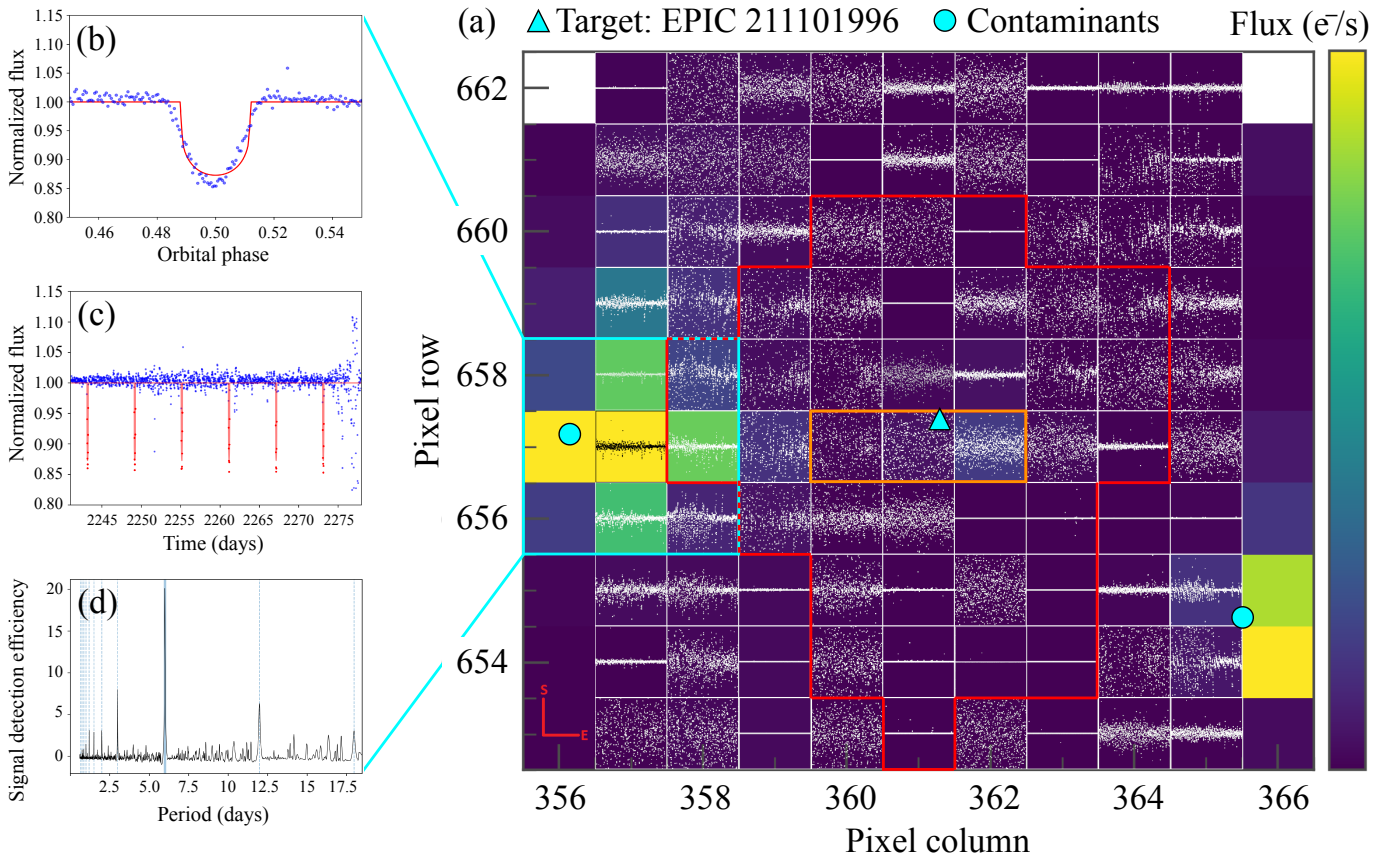 (a) Target: EPIC 211101996 Contaminants Flux (e⁻/s)
(b)
Normalized flux
1.15
1.10
1.05
1.00
0.95
0.90
0.85
0.80
0.46 0.48 0.50 0.52 0.54
Orbital phase
(c)
Normalized flux
1.15
1.10
1.05
1.00
0.95
0.90
0.85
0.80
2245 2250 2255 2260 2265 2270 2275
Time (days)
(d)
Signal detection efficiency
20
15
10
5
0
2.5 5.0 7.5 10.0 12.5 15.0 17.5
Period (days)
Pixel row
662
660
658
656
654
S
E
356 358 360 362 364 366
Pixel column